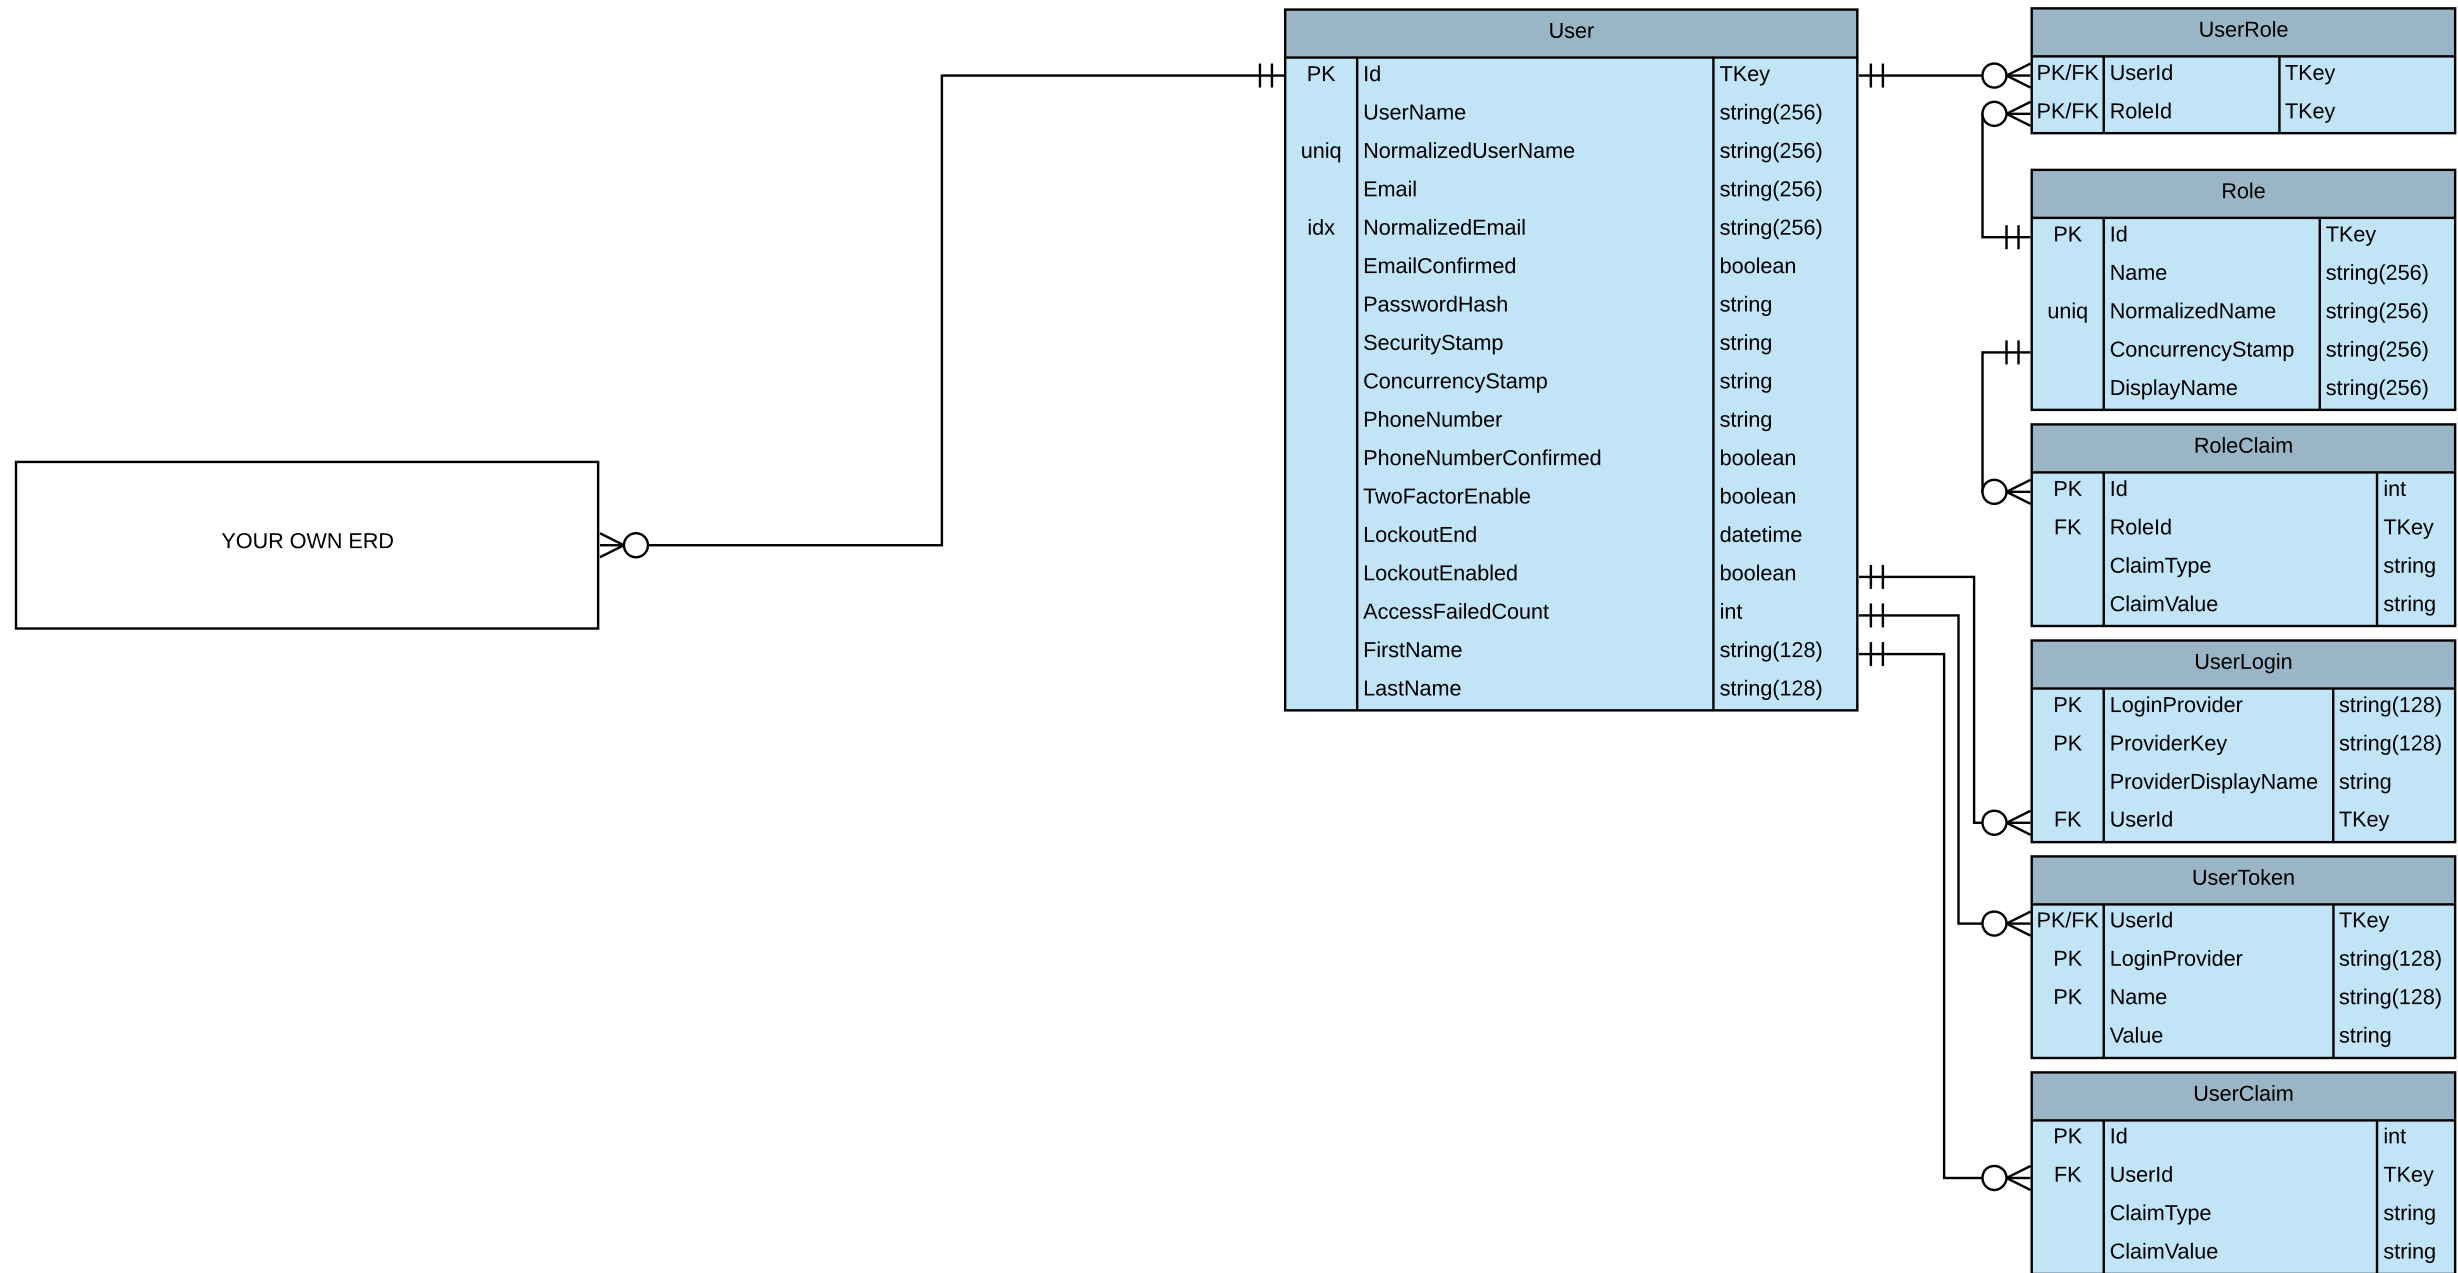 YOUR OWN ERD
User
PK Id TKey
UserName string(256)
uniq NormalizedUserName string(256)
Email string(256)
idx NormalizedEmail string(256)
EmailConfirmed boolean
PasswordHash string
SecurityStamp string
ConcurrencyStamp string
PhoneNumber string
PhoneNumberConfirmed boolean
TwoFactorEnable boolean
LockoutEnd datetime
LockoutEnabled boolean
AccessFailedCount int
FirstName string(128)
LastName string(128)
UserRole
PK/FK UserId TKey
PK/FK RoleId TKey
Role
PK Id TKey
Name string(256)
uniq NormalizedName string(256)
ConcurrencyStamp string(256)
DisplayName string(256)
RoleClaim
PK Id int
FK RoleId TKey
ClaimType string
ClaimValue string
UserLogin
PK LoginProvider string(128)
PK ProviderKey string(128)
ProviderDisplayName string
FK UserId TKey
UserToken
PK/FK UserId TKey
PK LoginProvider string(128)
PK Name string(128)
Value string
UserClaim
PK Id int
FK UserId TKey
ClaimType string
ClaimValue string